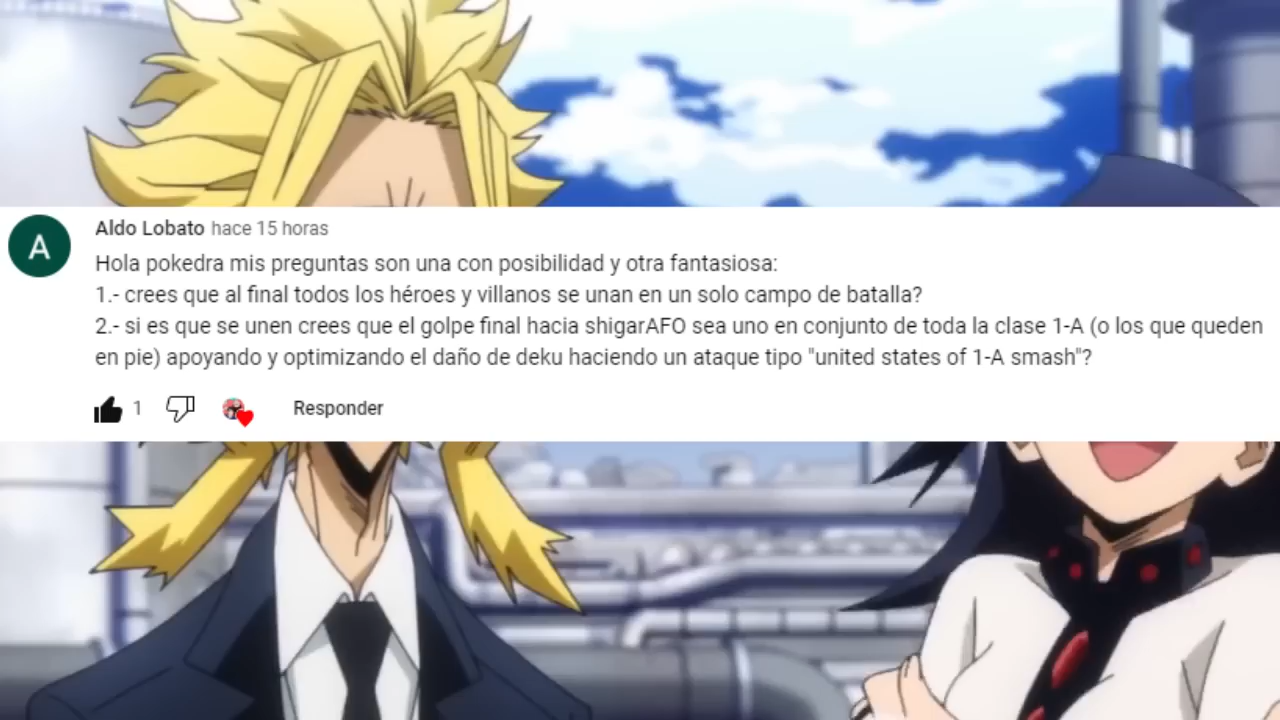 A
Aldo Lobato hace 15 horas
Hola pokedra mis preguntas son una con posibilidad y otra fantasiosa:
1.- crees que al final todos los héroes y villanos se unan en un solo campo de batalla?
2.- si es que se unen crees que el golpe final hacia shigarAFO sea uno en conjunto de toda la clase 1-A (o los que queden
en pie) apoyando y optimizando el daño de deku haciendo un ataque tipo "united states of 1-A smash"?
1 Responder